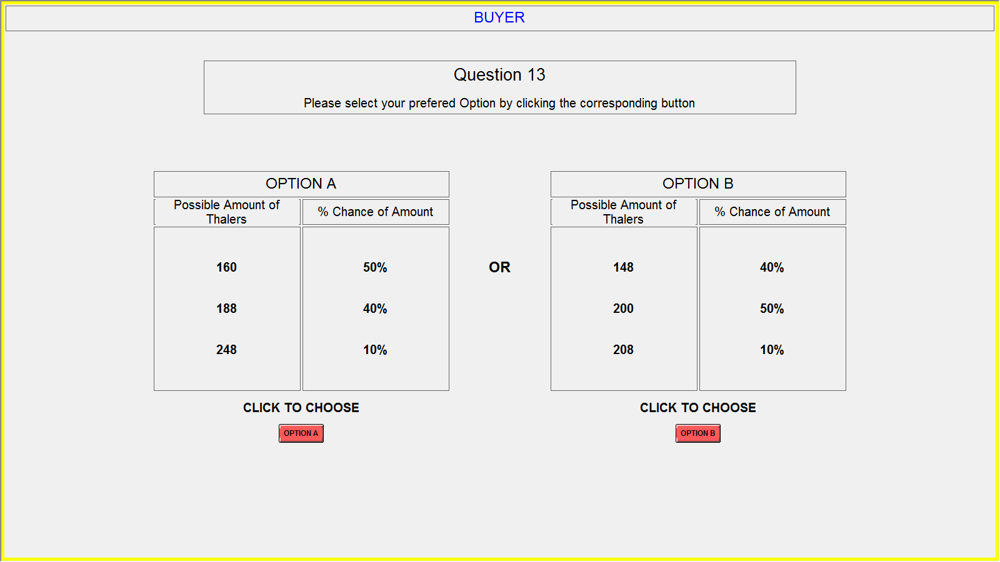 BUYER
Question 13
Please select your prefered Option by clicking the corresponding button
OPTION A
Possible Amount of
Thalers
% Chance of Amount
160 50%
188 40%
248 10%
CLICK TO CHOOSE
OPTION A
OR
OPTION B
Possible Amount of
Thalers
% Chance of Amount
148 40%
200 50%
208 10%
CLICK TO CHOOSE
OPTION B